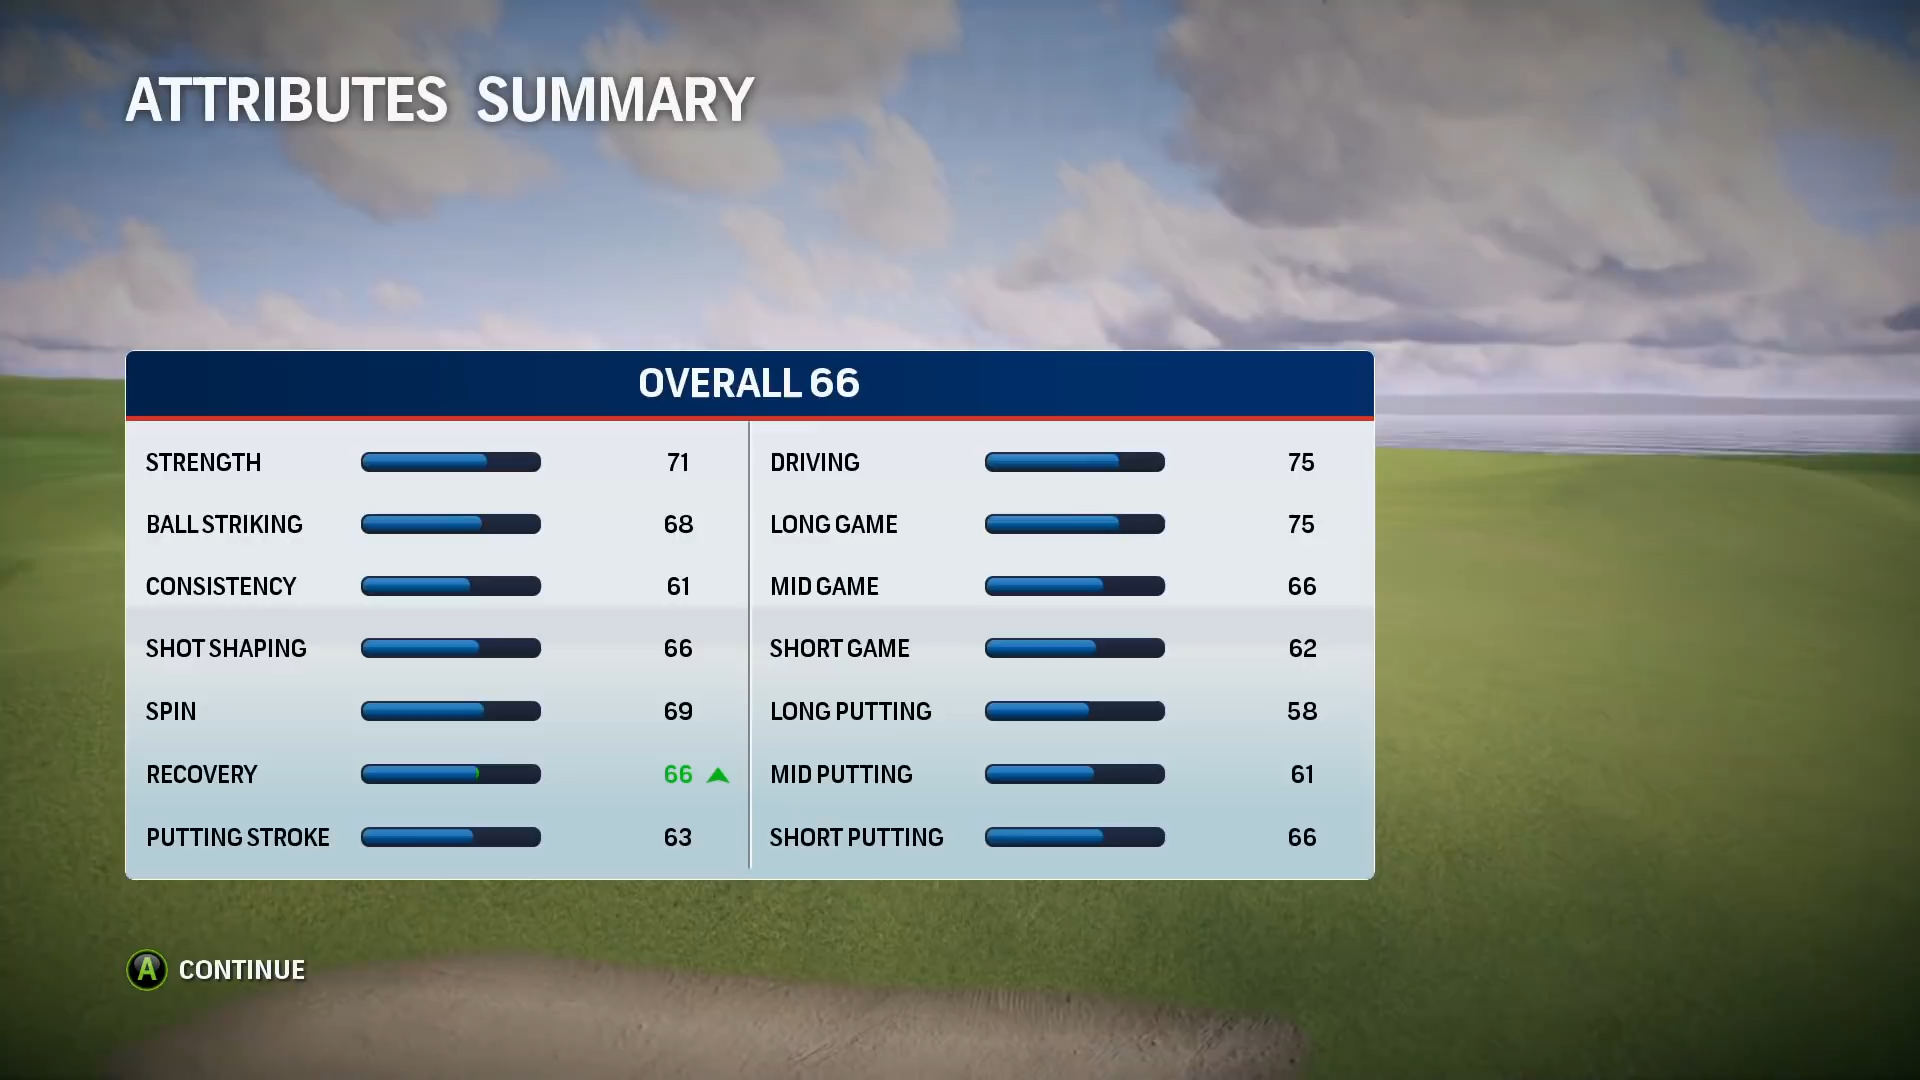 ATTRIBUTES SUMMARY
OVERALL 66
STRENGTH 71
BALL STRIKING 68
CONSISTENCY 61
SHOT SHAPING 66
SPIN 69
RECOVERY 66
PUTTING STROKE 63
DRIVING 75
LONG GAME 75
MID GAME 66
SHORT GAME 62
LONG PUTTING 58
MID PUTTING 61
SHORT PUTTING 66
A CONTINUE